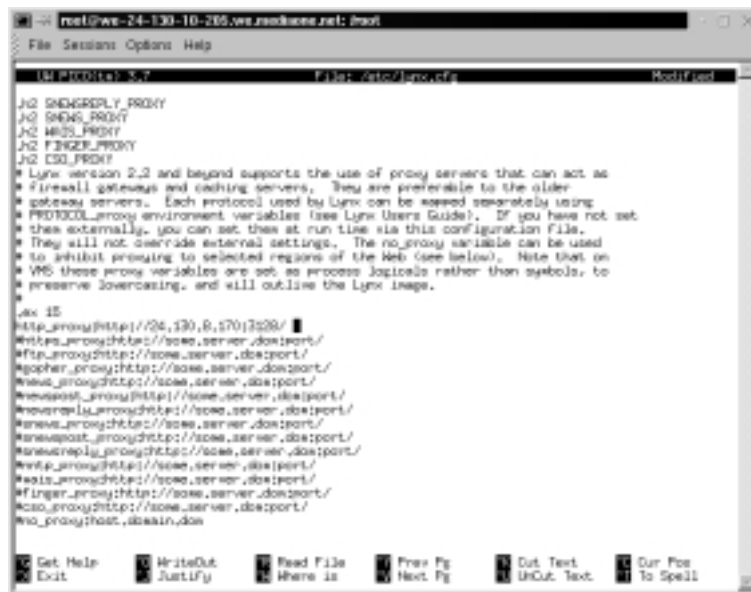 root@we-24-130-10-205.we.mediaone.net: /root
File Sessions Options Help
UW PICO(tm) 3.7 File: /etc/lynx.cfg Modified
.h2 SNEWSREPLY_PROXY
.h2 SNEWS_PROXY
.h2 WAIS_PROXY
.h2 FINGER_PROXY
.h2 CSO_PROXY
# Lynx version 2.2 and beyond supports the use of proxy servers that can act as
# firewall gateways and caching servers. They are preferable to the older
# gateway servers. Each protocol used by Lynx can be mapped separately using
# PROTOCOL_proxy environment variables (see Lynx Users Guide). If you have not set
# them externally, you can set them at run time via this configuration file.
# They will not override external settings. The no_proxy variable can be used
# to inhibit proxying to selected regions of the Web (see below). Note that on
# VMS these proxy variables are set as process logicals rather than symbols, to
# preserve lowercasing, and will outlive the Lynx image.
#
.ex 15
http_proxy:http://24.130.8.170:3128/
#https_proxy:http://some.server.dom:port/
#ftp_proxy:http://some.server.dom:port/
#gopher_proxy:http://some.server.dom:port/
#news_proxy:http://some.server.dom:port/
#newspost_proxy:http://some.server.dom:port/
#newsreply_proxy:http://some.server.dom:port/
#snews_proxy:http://some.server.dom:port/
#snewspost_proxy:http://some.server.dom:port/
#snewsreply_proxy:http://some.server.dom:port/
#nntp_proxy:http://some.server.dom:port/
#wais_proxy:http://some.server.dom:port/
#finger_proxy:http://some.server.dom:port/
#cso_proxy:http://some.server.dom:port/
#no_proxy:host.domain.dom
^G Get Help ^O WriteOut ^R Read File ^Y Prev Pg ^K Cut Text ^C Cur Pos
^X Exit ^J Justify ^W Where is ^V Next Pg ^U UnCut Text ^T To Spell